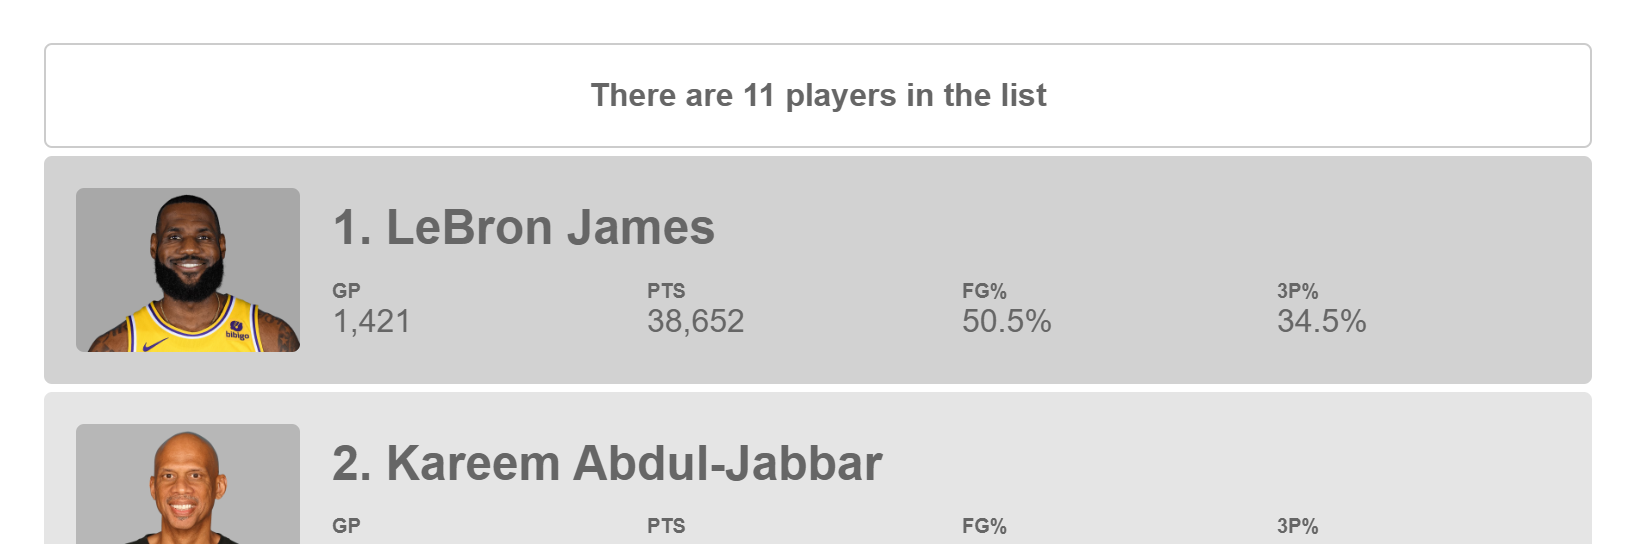 There are 11 players in the list
1. LeBron James
GP PTS FG% 3P%
1,421 38,652 50.5% 34.5%
bibigo
2. Kareem Abdul-Jabbar
GP PTS FG% 3P%